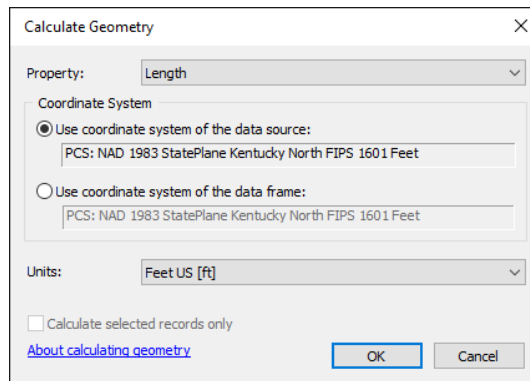 Calculate Geometry
Property:
Length
Coordinate System
Use coordinate system of the data source:
PCS: NAD 1983 StatePlane Kentucky North FIPS 1601 Feet
Use coordinate system of the data frame:
PCS: NAD 1983 StatePlane Kentucky North FIPS 1601 Feet
Units:
Feet US [ft]
Calculate selected records only
About calculating geometry
OK
Cancel